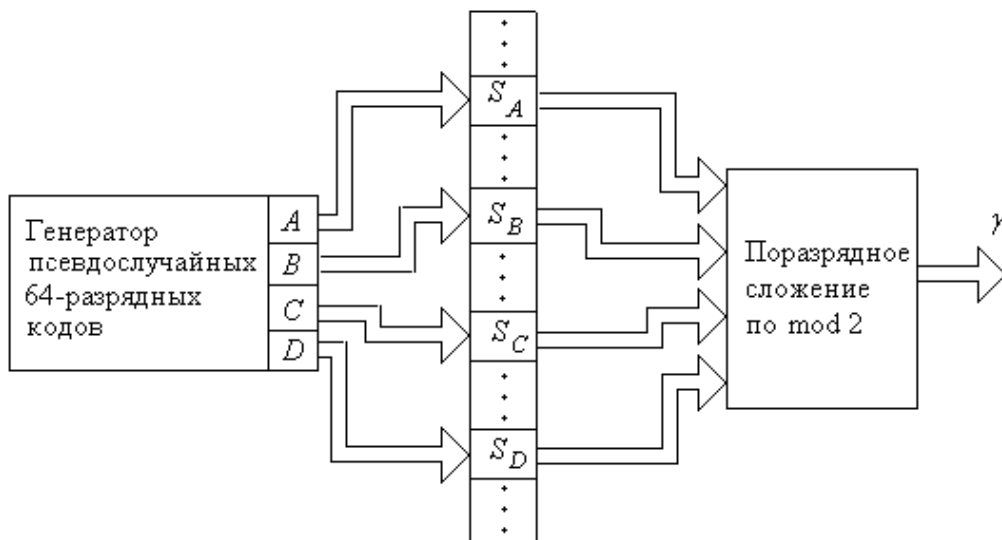 Генератор
псевдослучайных
64-разрядных
кодов
A
B
C
D
S_A
S_B
S_C
S_D
Поразрядное
сложение
по mod 2
γ